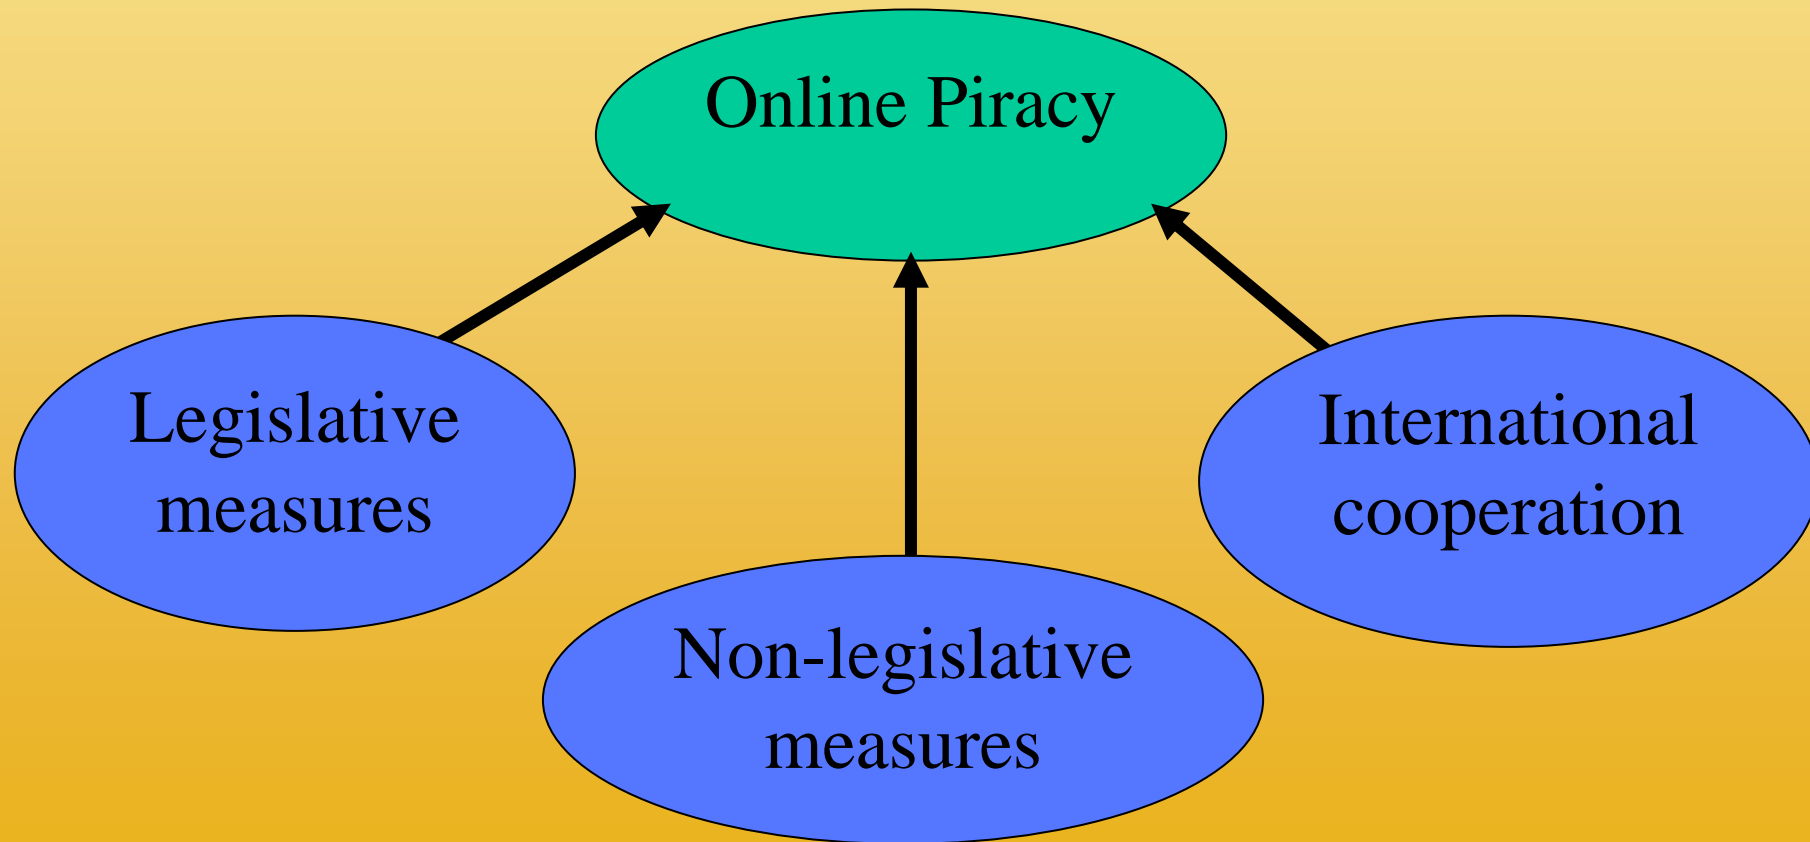 Online Piracy
Legislative
measures
International
cooperation
Non-legislative
measures